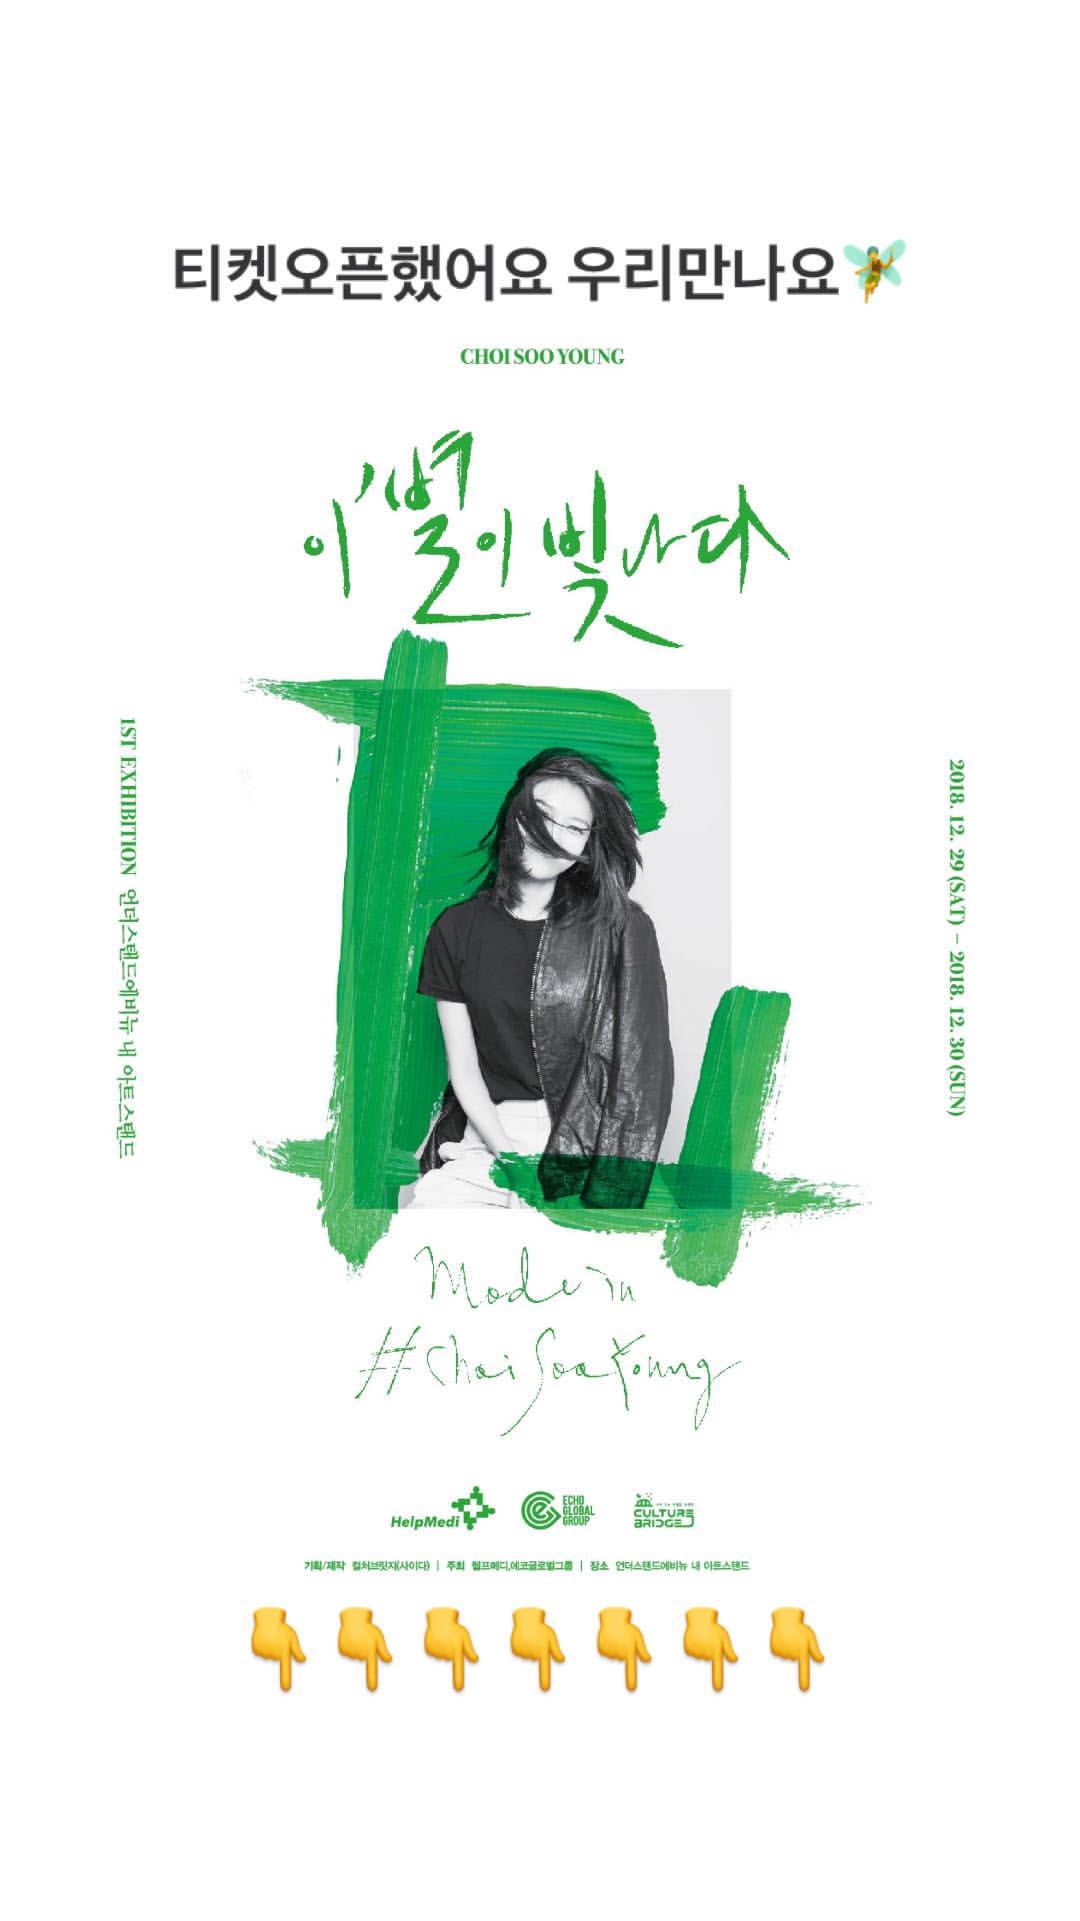 티켓오픈했어요 우리만나요🧚
CHOI SOO YOUNG
이'별이 빛나다
1ST EXHIBITION 언더스탠드에비뉴 내 아트스탠드
2018. 12. 29 (SAT) – 2018. 12. 30 (SUN)
Made in
#ChoiSooYoung
HelpMedi
ECHO
GLOBAL
GROUP
CULTURE
BRIDGE
기획/제작 컬처브릿지(사이다) | 주최 헬프메디,에코글로벌그룹 | 장소 언더스탠드에비뉴 내 아트스탠드
👇 👇 👇 👇 👇 👇 👇